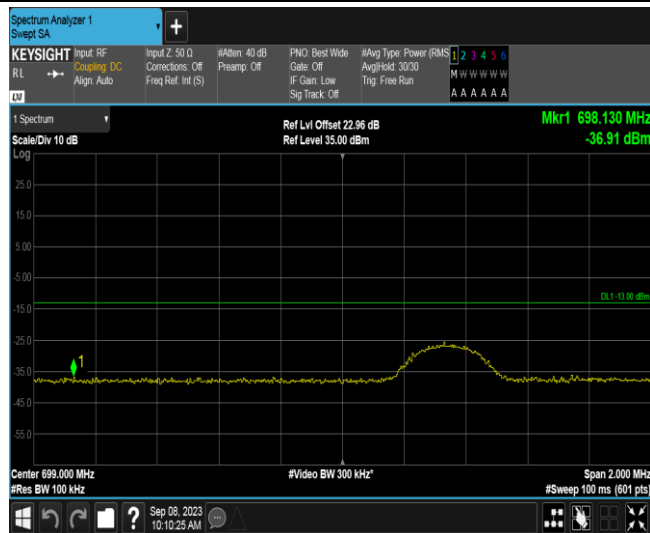 Spectrum Analyzer 1
Swept SA
+
KEYSIGHT
RL
LXI
Input: RF
Coupling: DC
Align: Auto
Input Z: 50 Ω
Corrections: Off
Freq Ref: Int (S)
#Atten: 40 dB
Preamp: Off
PNO: Best Wide
Gate: Off
IF Gain: Low
Sig Track: Off
#Avg Type: Power (RMS
Avg|Hold: 30/30
Trig: Free Run
1 2 3 4 5 6
M W W W W W
A A A A A A
1 Spectrum
Scale/Div 10 dB
Log
Ref Lvl Offset 22.96 dB
Ref Level 35.00 dBm
Mkr1 698.130 MHz
-36.91 dBm
25.0
15.0
5.00
-5.00
DL1 -13.00 dBm
-15.0
-25.0
1
-35.0
-45.0
-55.0
Center 699.000 MHz
#Video BW 300 kHz*
Span 2.000 MHz
#Res BW 100 kHz
#Sweep 100 ms (601 pts)
?
Sep 08, 2023
10:10:25 AM